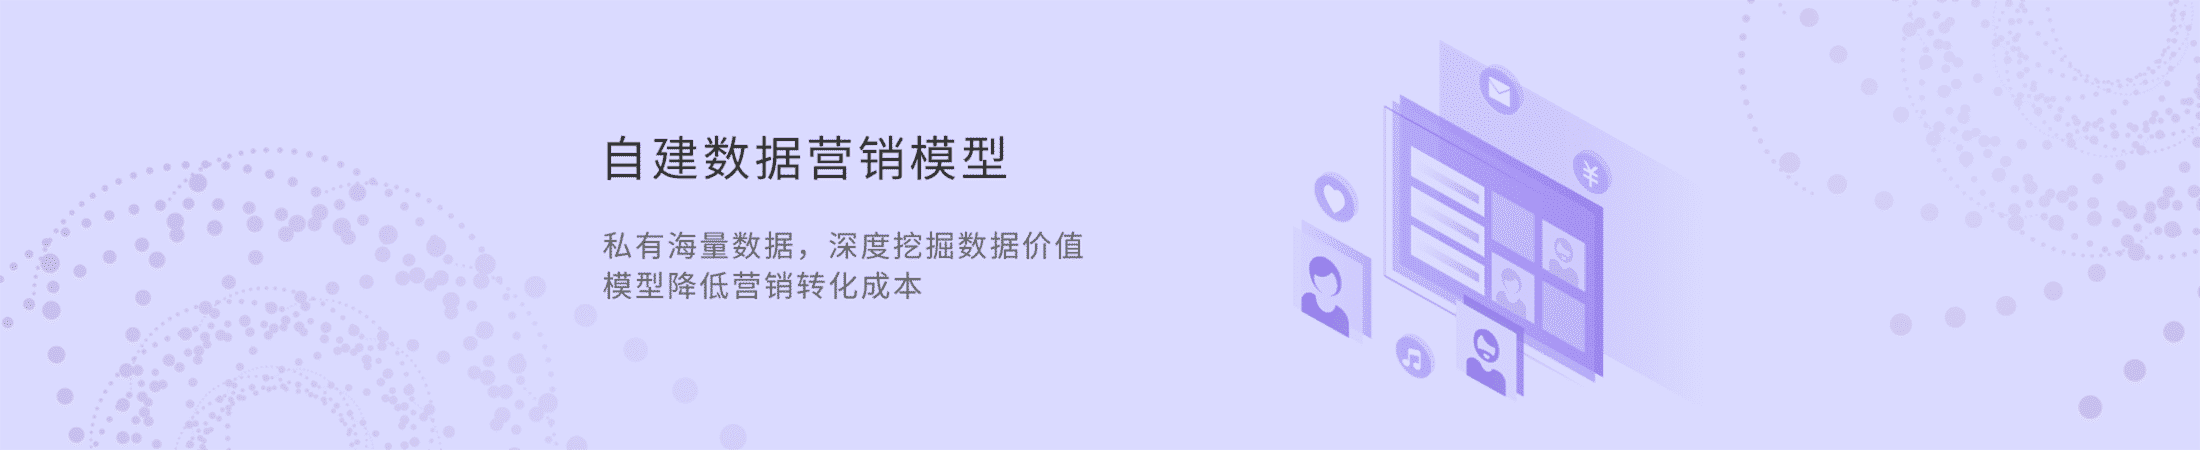 自建数据营销模型
私有海量数据，深度挖掘数据价值
模型降低营销转化成本